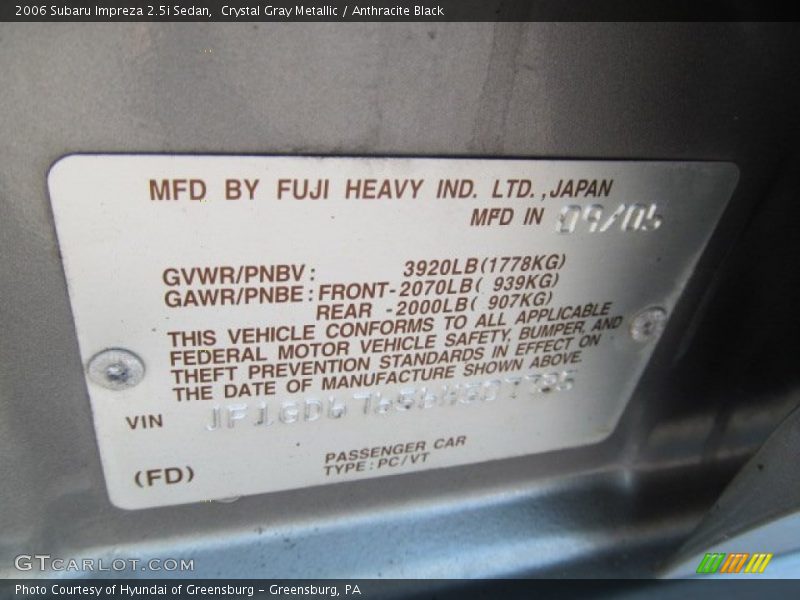 2006 Subaru Impreza 2.5i Sedan,  Crystal Gray Metallic / Anthracite Black
MFD BY FUJI HEAVY IND. LTD.,JAPAN
MFD IN 09/05
GVWR/PNBV: 3920LB(1778KG)
GAWR/PNBE:FRONT-2070LB( 939KG)
REAR -2000LB( 907KG)
THIS VEHICLE CONFORMS TO ALL APPLICABLE
FEDERAL MOTOR VEHICLE SAFETY, BUMPER, AND
THEFT PREVENTION STANDARDS IN EFFECT ON
THE DATE OF MANUFACTURE SHOWN ABOVE.
VIN
PASSENGER CAR
(FD) TYPE:PC/VT
GTCARLOT.COM
Photo Courtesy of Hyundai of Greensburg – Greensburg, PA